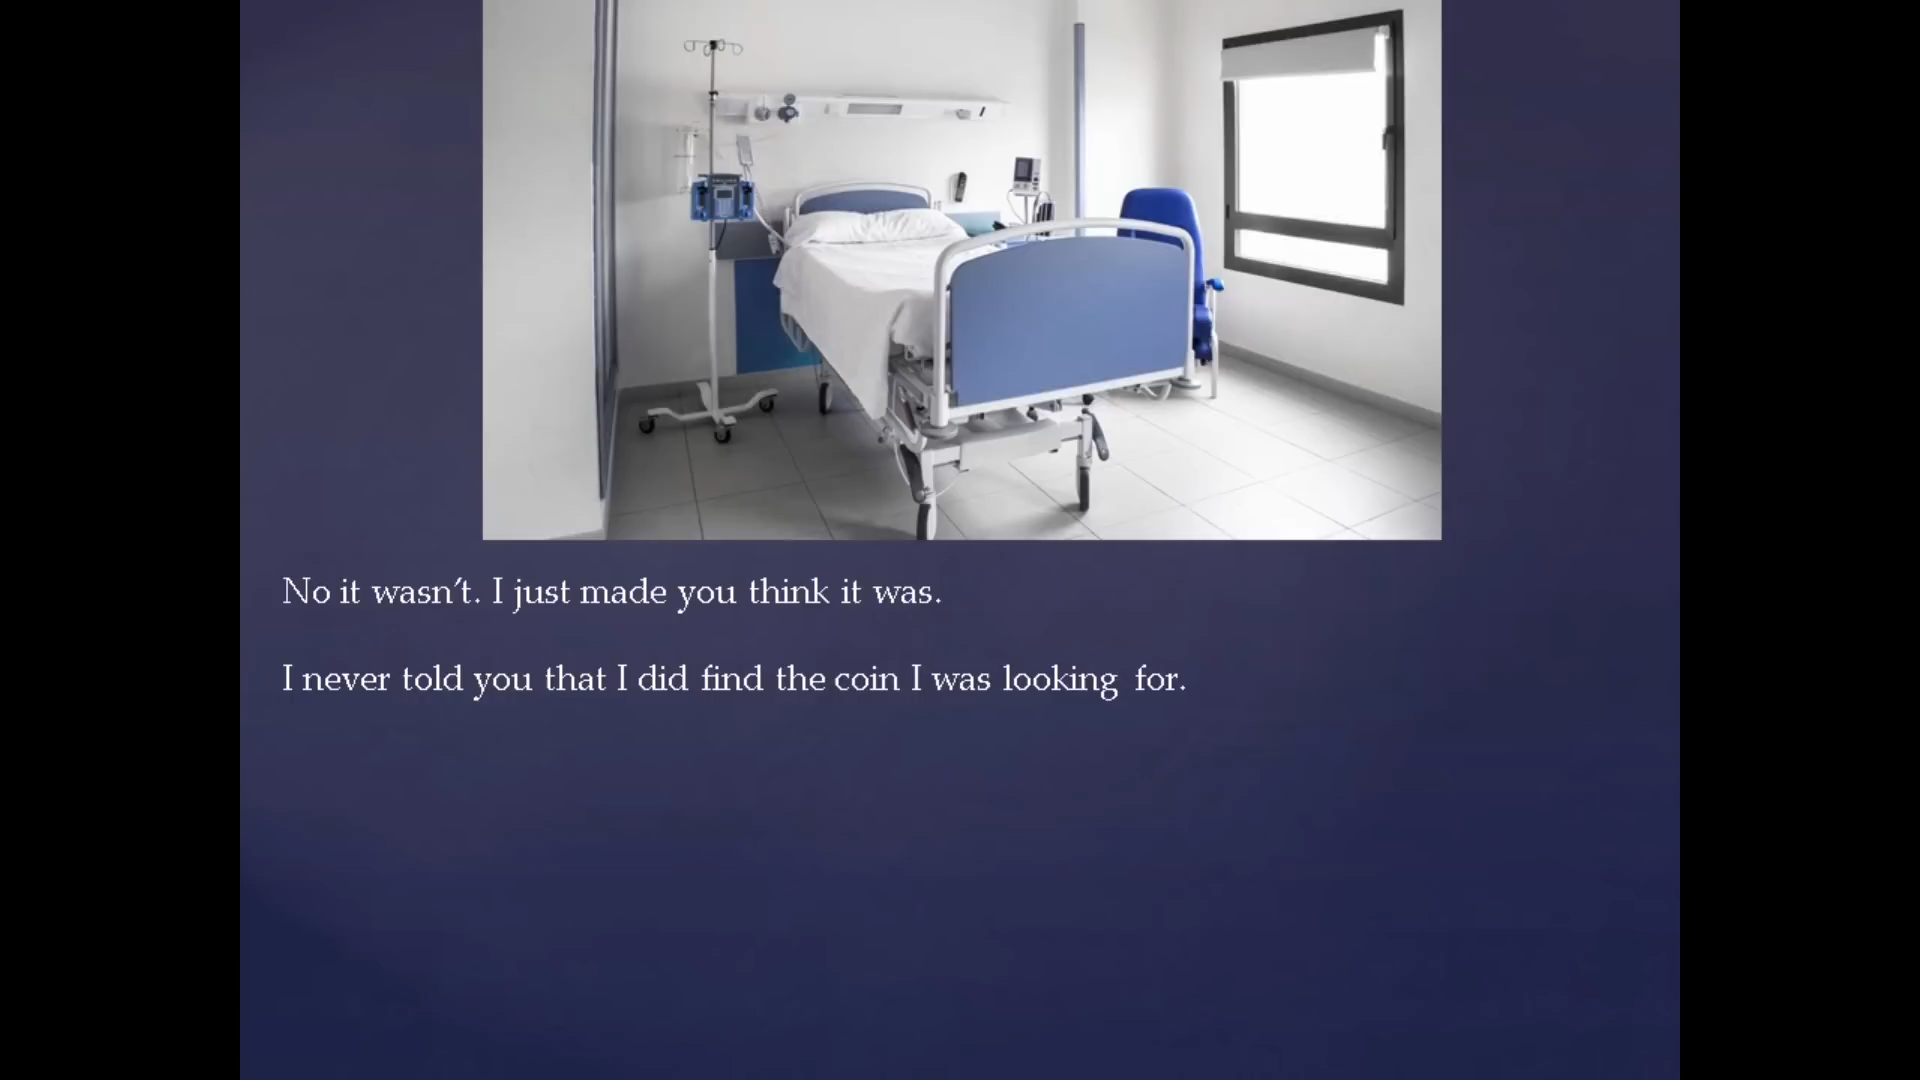 No it wasn’t. I just made you think it was.
I never told you that I did find the coin I was looking for.